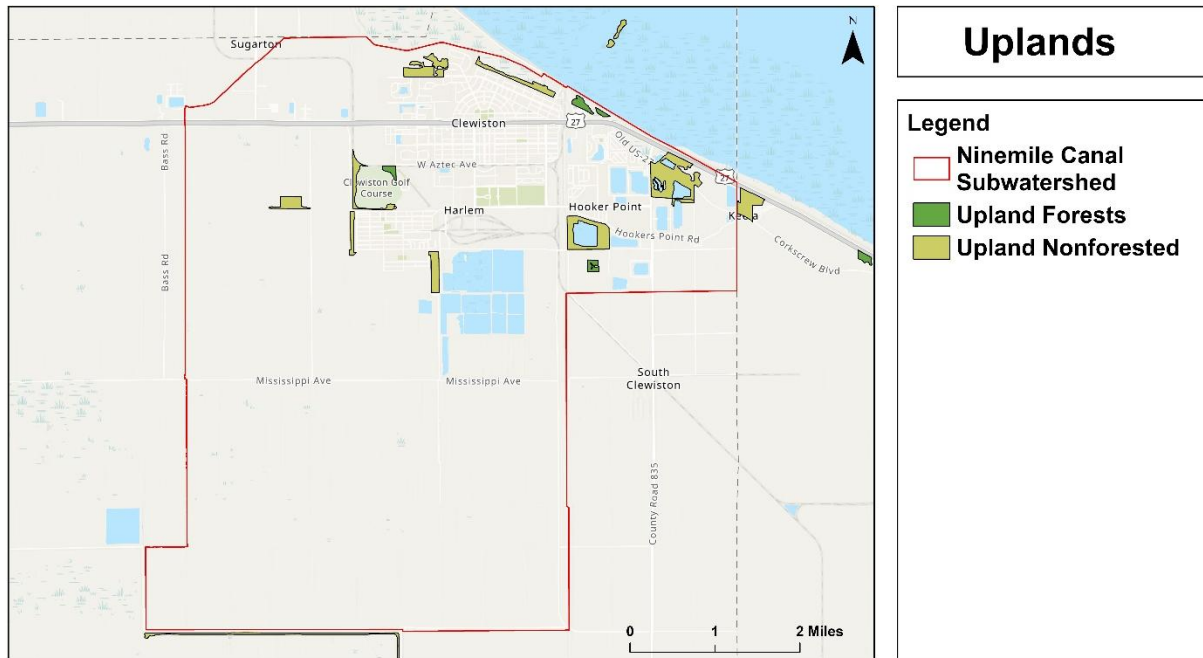 N
Sugarton
Bass Rd
Clewiston
27
Old US-27
W Aztec Ave
27
Clewiston Golf
Course
Harlem
Hooker Point
Hookers Point Rd
Corkscrew Blvd
Bass Rd
South
Clewiston
Mississippi Ave
Mississippi Ave
County Road 835
0 1 2 Miles
Uplands
Legend
Ninemile Canal
Subwatershed
Upland Forests
Upland Nonforested